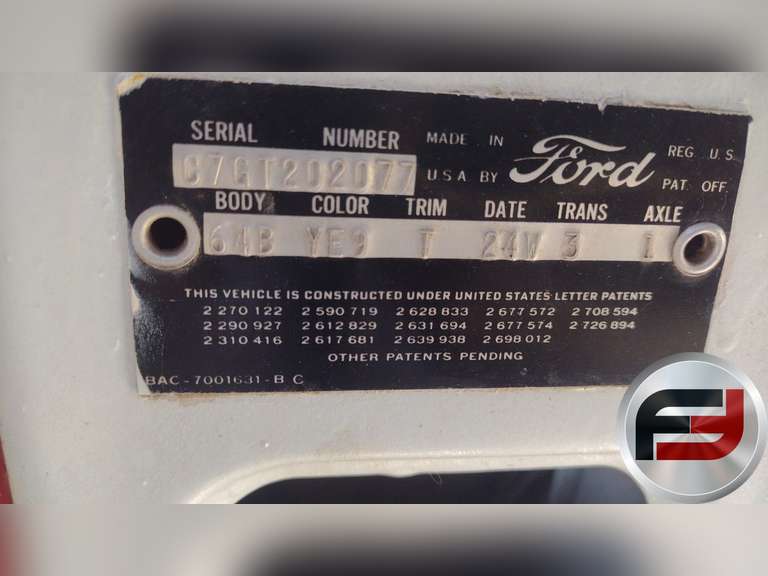 SERIAL NUMBER MADE IN Ford REG. U.S.
C7GT202077 U.S.A BY PAT. OFF.
BODY COLOR TRIM DATE TRANS AXLE
64B YE9 T 24W 3 1
THIS VEHICLE IS CONSTRUCTED UNDER UNITED STATES LETTER PATENTS
2 270 122 2 590 719 2 628 833 2 677 572 2 708 594
2 290 927 2 612 829 2 631 694 2 677 574 2 726 894
2 310 416 2 617 681 2 639 938 2 698 012
OTHER PATENTS PENDING
BAC-7001631-B C